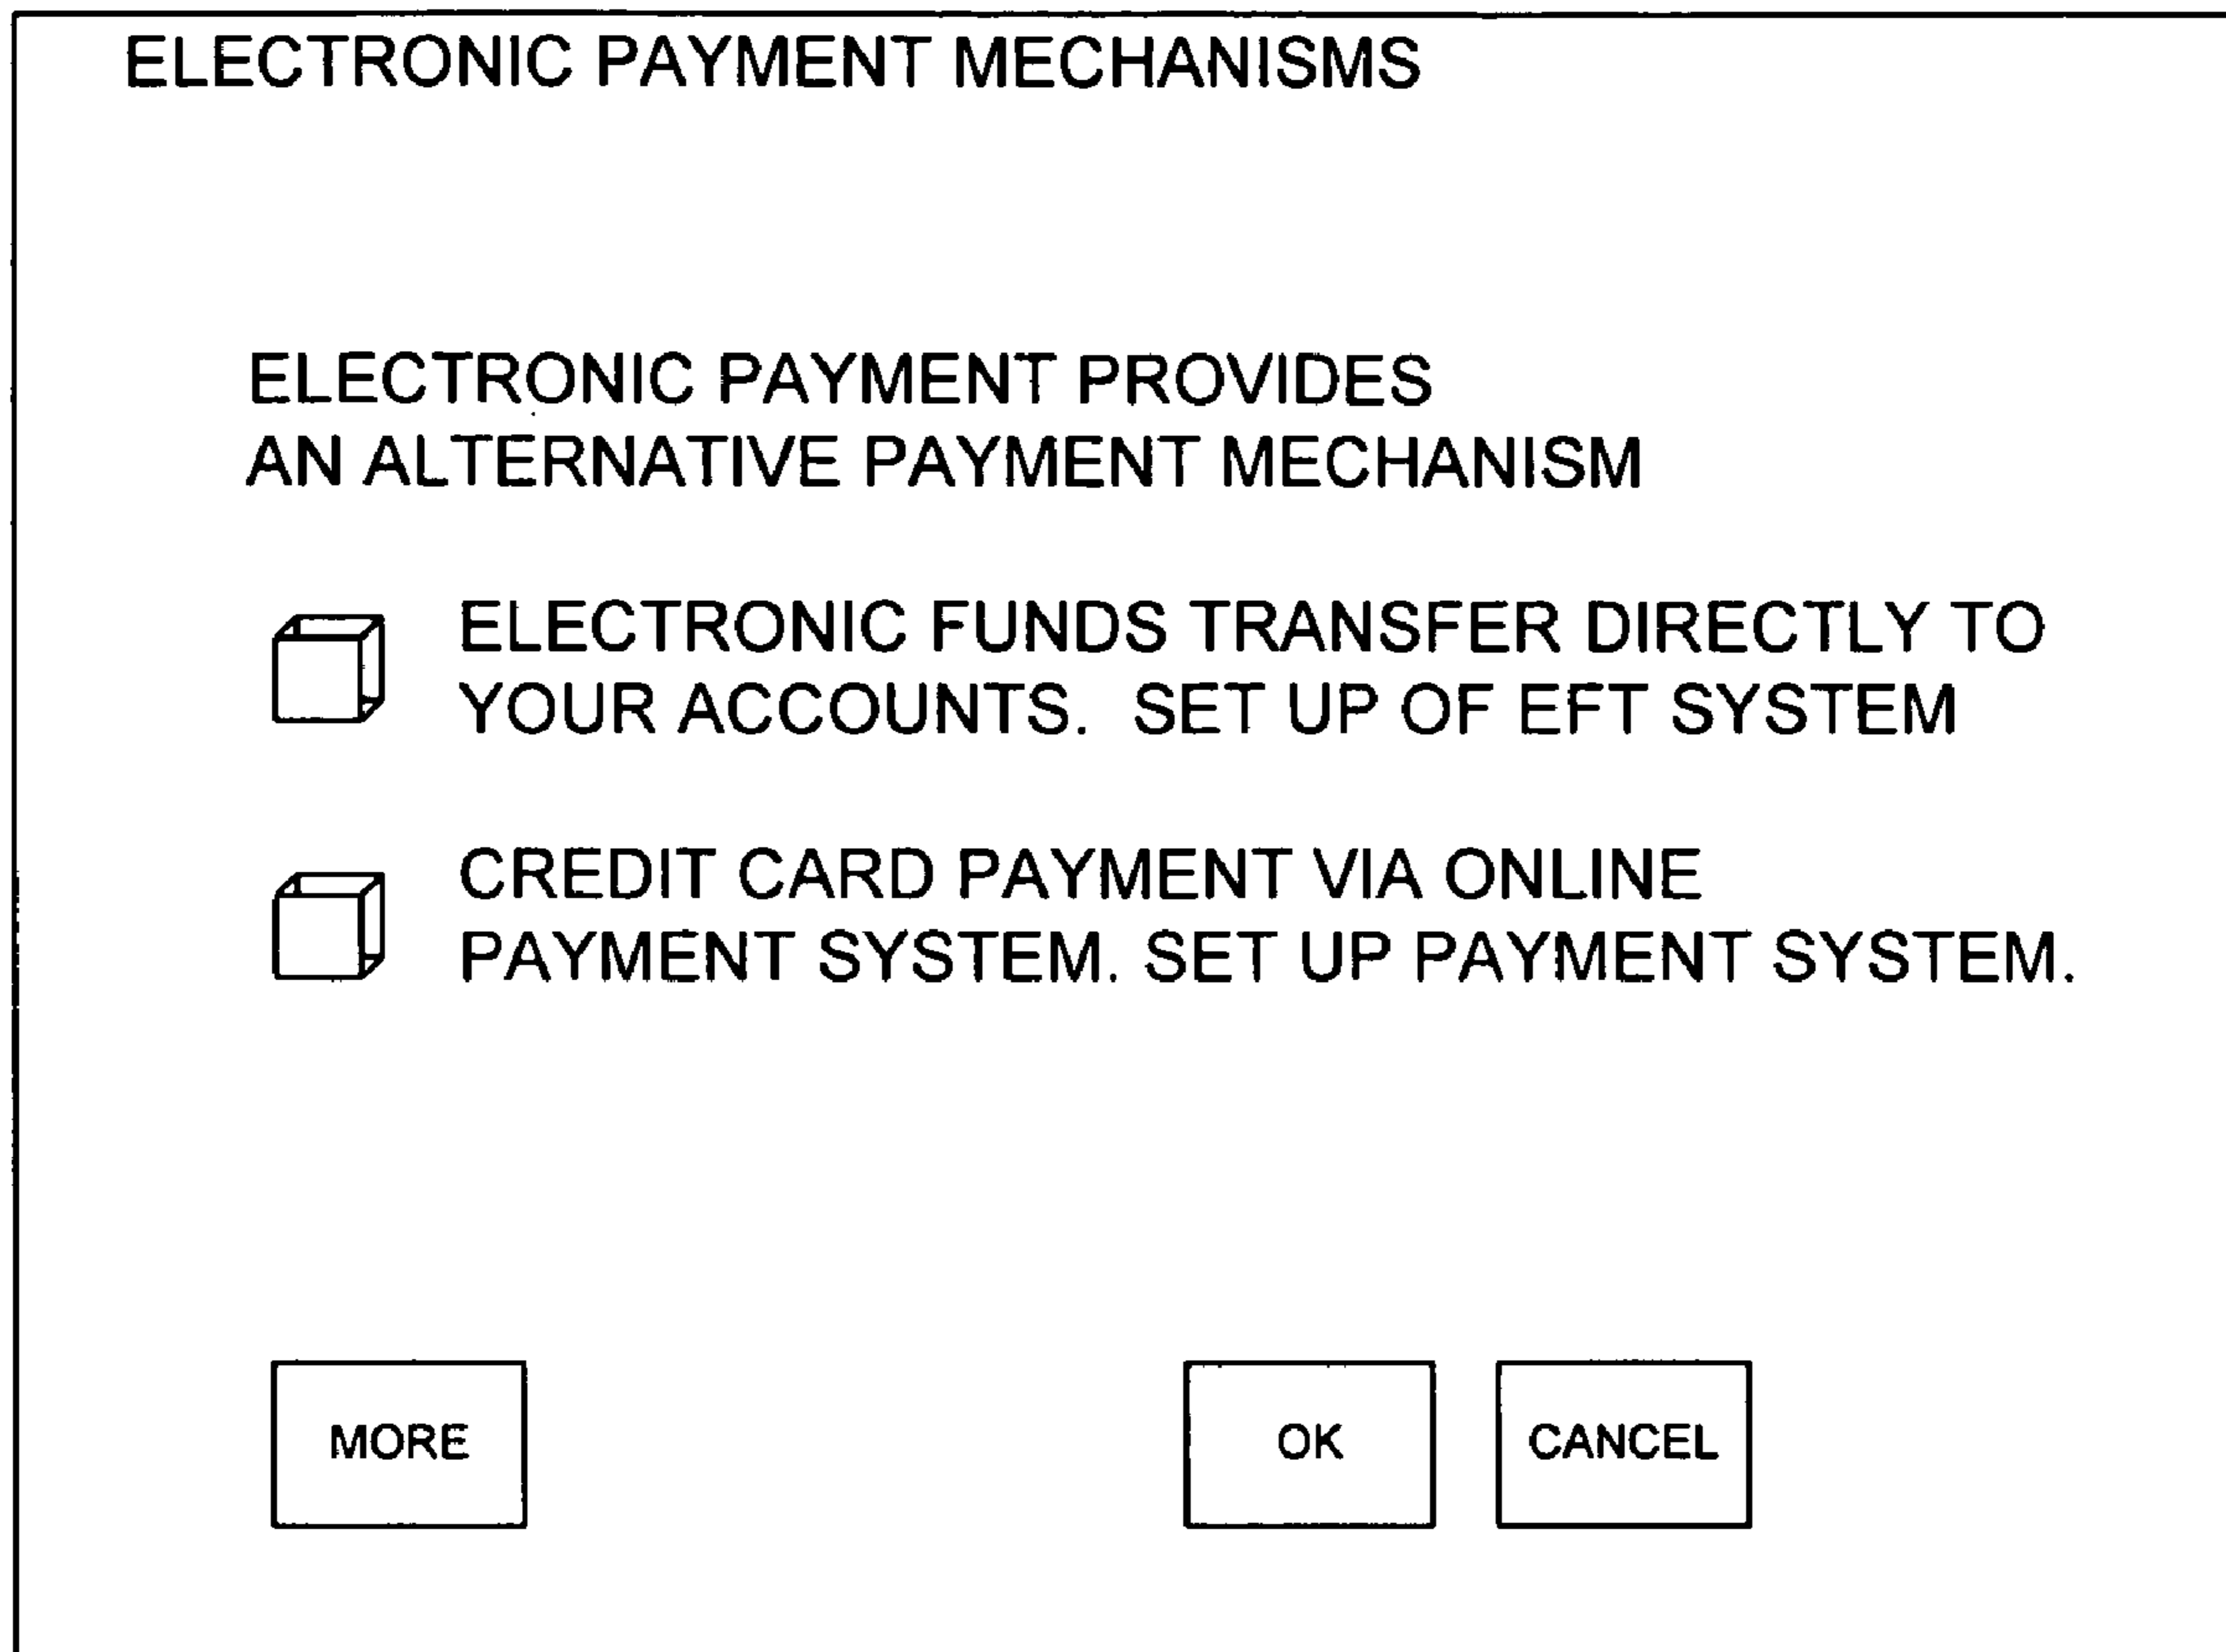 ELECTRONIC PAYMENT MECHANISMS
ELECTRONIC PAYMENT PROVIDES
AN ALTERNATIVE PAYMENT MECHANISM
ELECTRONIC FUNDS TRANSFER DIRECTLY TO
YOUR ACCOUNTS. SET UP OF EFT SYSTEM
CREDIT CARD PAYMENT VIA ONLINE
PAYMENT SYSTEM. SET UP PAYMENT SYSTEM.
MORE
OK
CANCEL